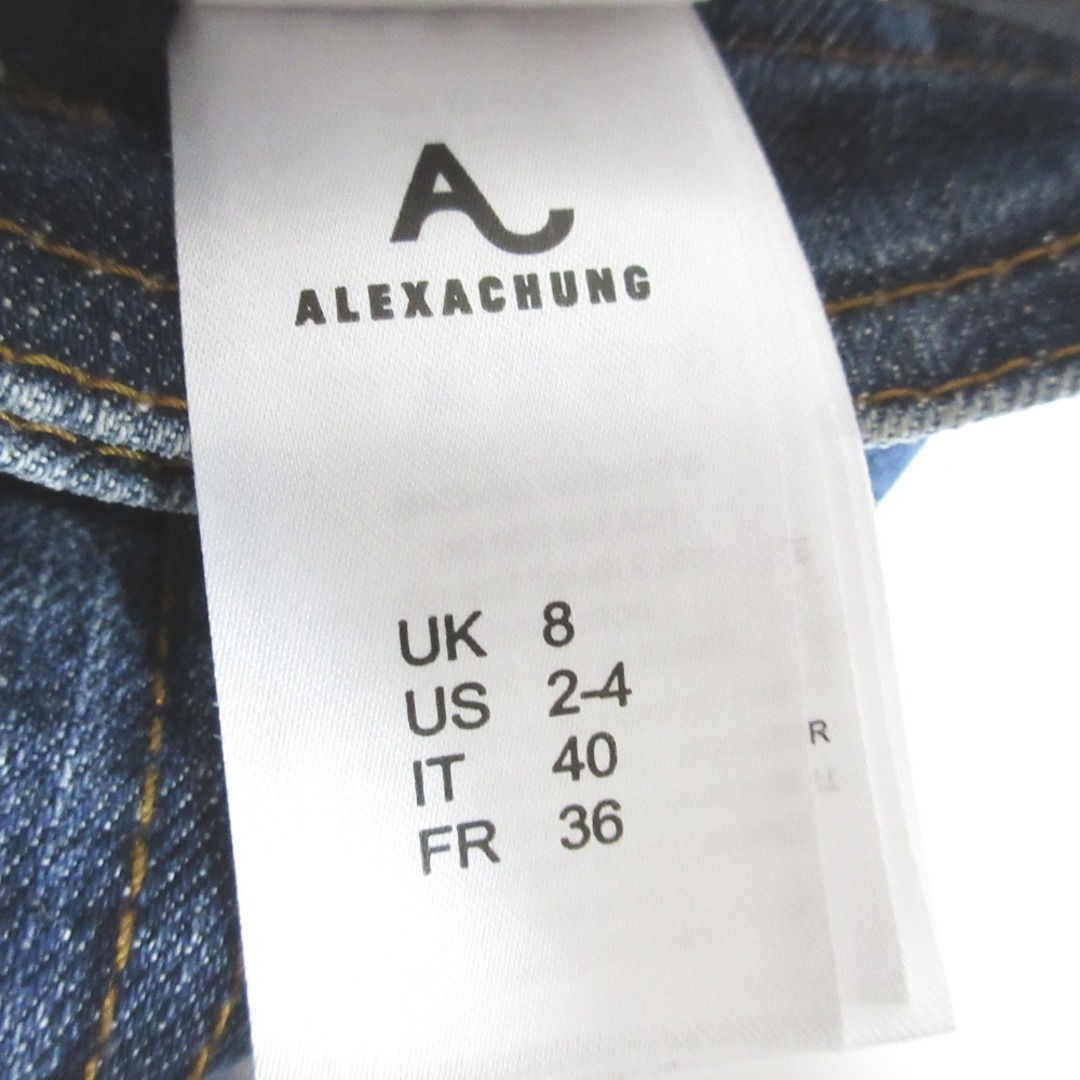 ALEXACHUNG
UK 8
US 2-4
IT 40
FR 36
R